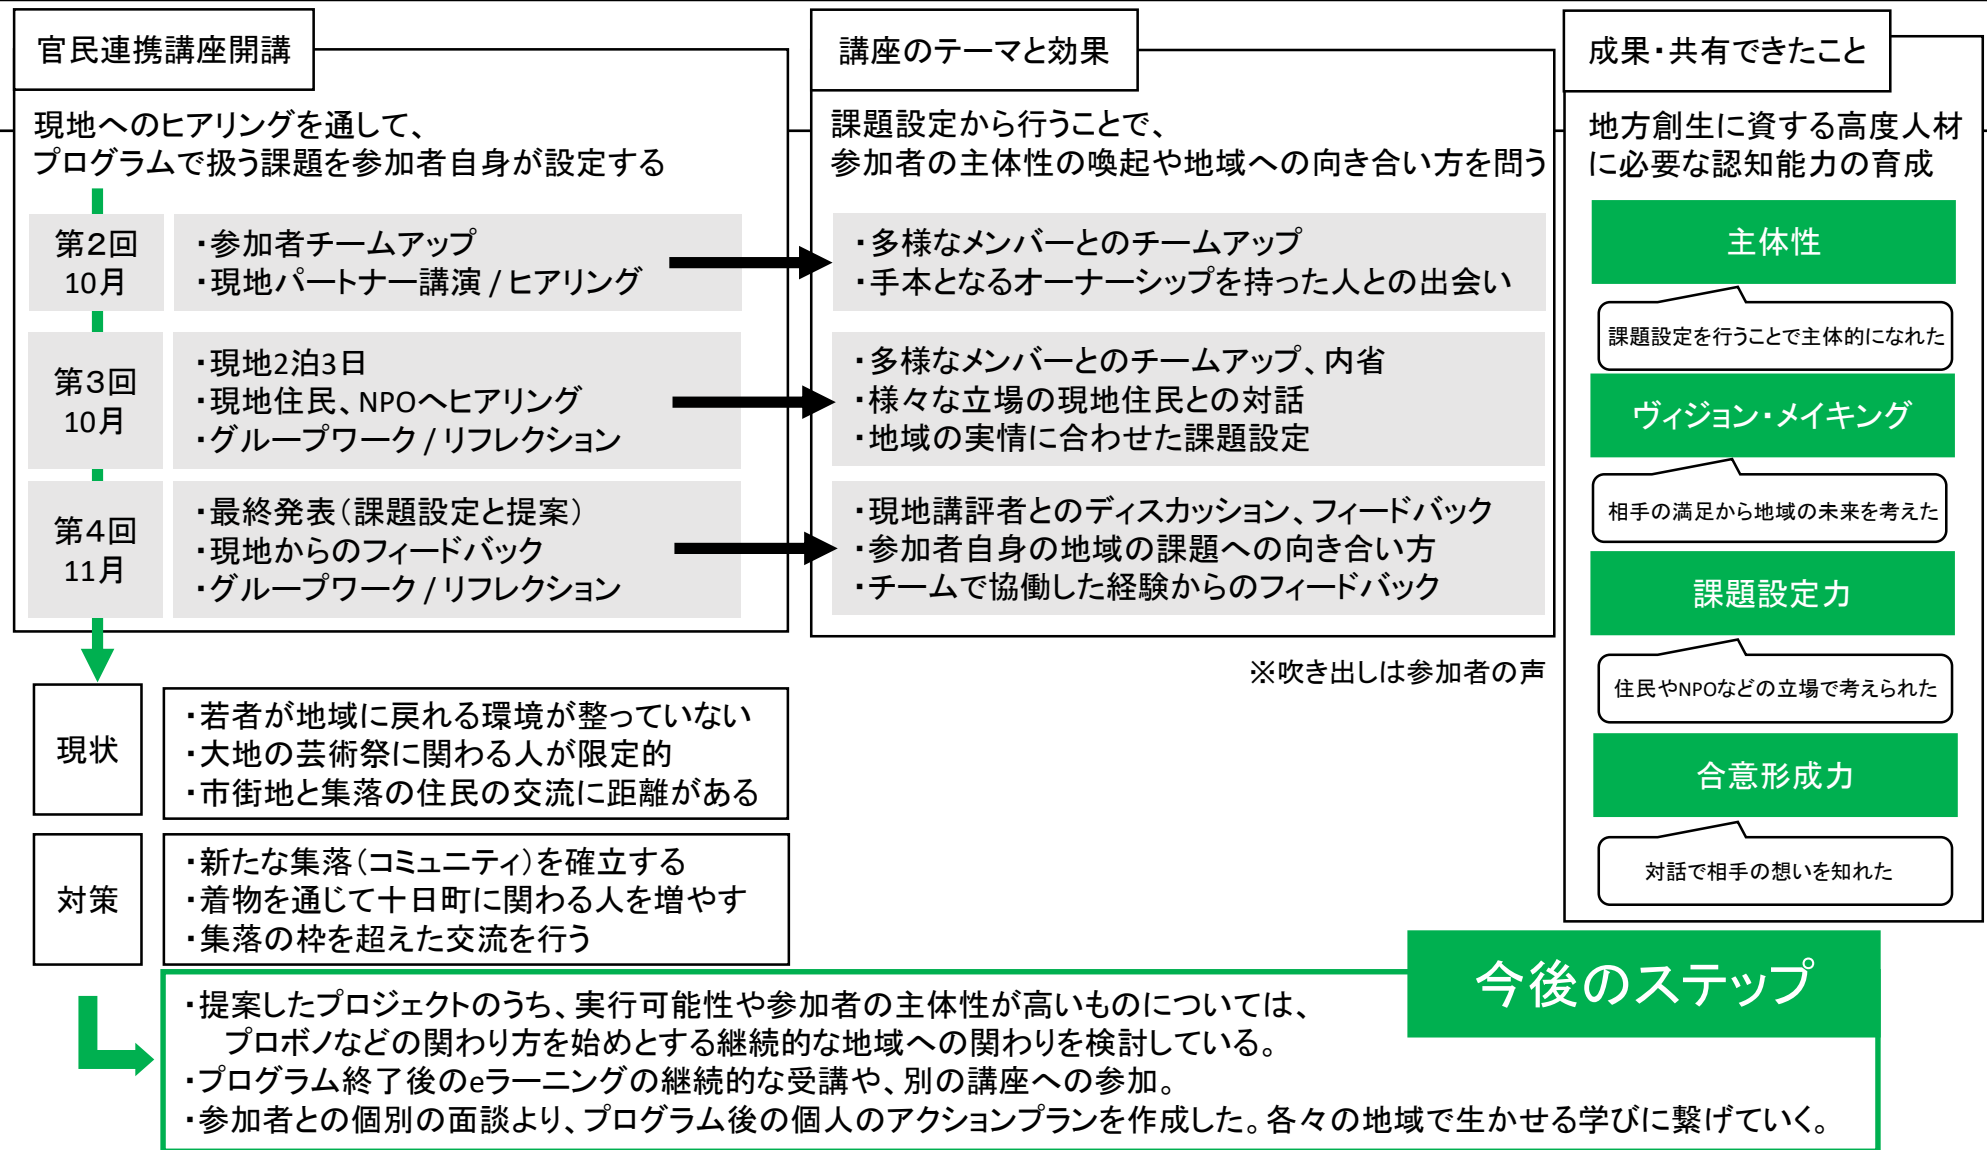 官民連携講座開講
現地へのヒアリングを通して、
プログラムで扱う課題を参加者自身が設定する
第２回
10月
・参加者チームアップ
・現地パートナー講演 / ヒアリング
第３回
10月
・現地2泊3日
・現地住民、NPOへヒアリング
・グループワーク / リフレクション
第４回
11月
・最終発表（課題設定と提案）
・現地からのフィードバック
・グループワーク / リフレクション
講座のテーマと効果
課題設定から行うことで、
参加者の主体性の喚起や地域への向き合い方を問う
・多様なメンバーとのチームアップ
・手本となるオーナーシップを持った人との出会い
・多様なメンバーとのチームアップ、内省
・様々な立場の現地住民との対話
・地域の実情に合わせた課題設定
・現地講評者とのディスカッション、フィードバック
・参加者自身の地域の課題への向き合い方
・チームで協働した経験からのフィードバック
※吹き出しは参加者の声
成果・共有できたこと
地方創生に資する高度人材
に必要な認知能力の育成
主体性
課題設定を行うことで主体的になれた
ヴィジョン・メイキング
相手の満足から地域の未来を考えた
課題設定力
住民やNPOなどの立場で考えられた
合意形成力
対話で相手の想いを知れた
現状
・若者が地域に戻れる環境が整っていない
・大地の芸術祭に関わる人が限定的
・市街地と集落の住民の交流に距離がある
対策
・新たな集落（コミュニティ）を確立する
・着物を通じて十日町に関わる人を増やす
・集落の枠を超えた交流を行う
今後のステップ
・提案したプロジェクトのうち、実行可能性や参加者の主体性が高いものについては、
プロボノなどの関わり方を始めとする継続的な地域への関わりを検討している。
・プログラム終了後のeラーニングの継続的な受講や、別の講座への参加。
・参加者との個別の面談より、プログラム後の個人のアクションプランを作成した。各々の地域で生かせる学びに繋げていく。